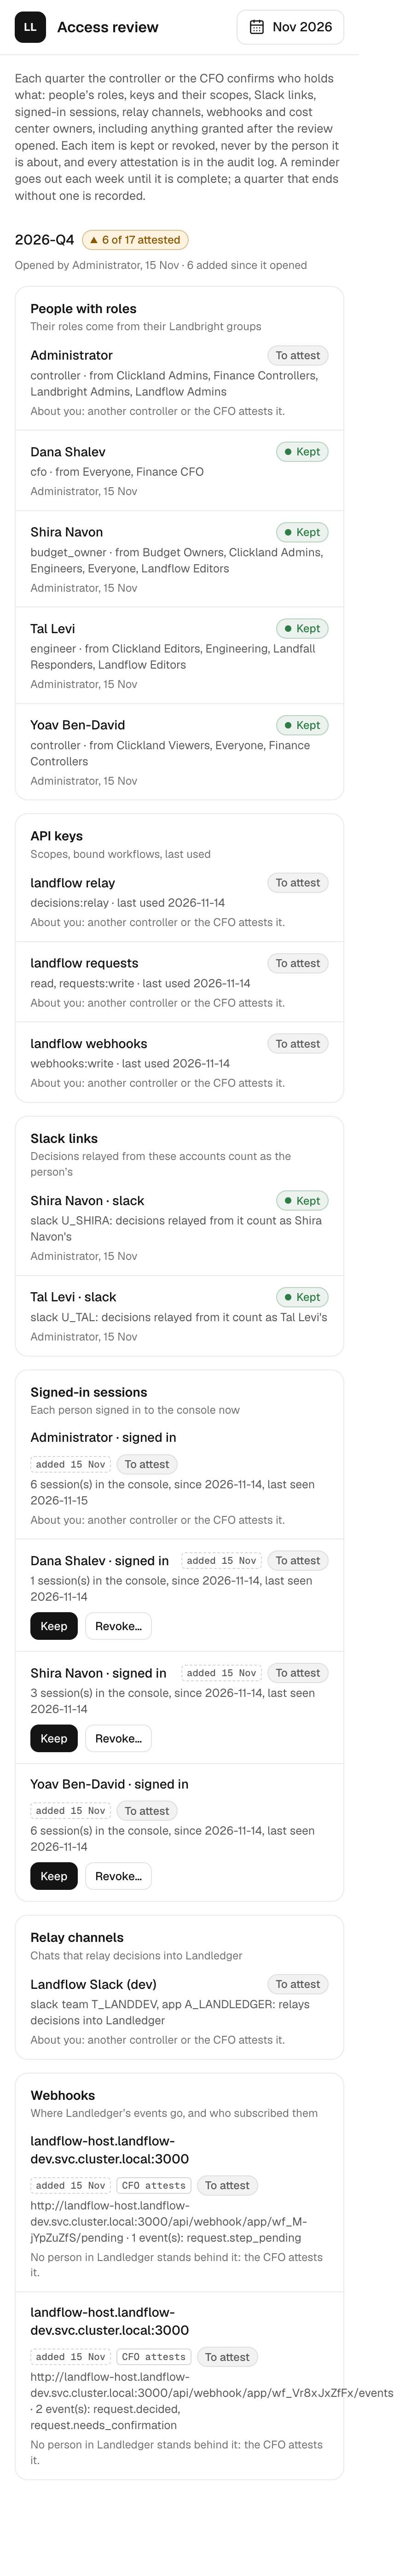 LL
Access review
Nov 2026
Each quarter the controller or the CFO confirms who holds
what: people's roles, keys and their scopes, Slack links,
signed-in sessions, relay channels, webhooks and cost
center owners, including anything granted after the review
opened. Each item is kept or revoked, never by the person it
is about, and every attestation is in the audit log. A reminder
goes out each week until it is complete; a quarter that ends
without one is recorded.
2026-Q4
▲ 6 of 17 attested
Opened by Administrator, 15 Nov · 6 added since it opened
People with roles
Their roles come from their Landbright groups
Administrator
To attest
controller · from Clickland Admins, Finance Controllers,
Landbright Admins, Landflow Admins
About you: another controller or the CFO attests it.
Dana Shalev
Kept
cfo · from Everyone, Finance CFO
Administrator, 15 Nov
Shira Navon
Kept
budget_owner · from Budget Owners, Clickland Admins,
Engineers, Everyone, Landflow Editors
Administrator, 15 Nov
Tal Levi
Kept
engineer · from Clickland Editors, Engineering, Landfall
Responders, Landflow Editors
Administrator, 15 Nov
Yoav Ben-David
Kept
controller · from Clickland Viewers, Everyone, Finance
Controllers
Administrator, 15 Nov
API keys
Scopes, bound workflows, last used
landflow relay
To attest
decisions:relay · last used 2026-11-14
About you: another controller or the CFO attests it.
landflow requests
To attest
read, requests:write · last used 2026-11-14
About you: another controller or the CFO attests it.
landflow webhooks
To attest
webhooks:write · last used 2026-11-14
About you: another controller or the CFO attests it.
Slack links
Decisions relayed from these accounts count as the
person's
Shira Navon · slack
Kept
slack U_SHIRA: decisions relayed from it count as Shira
Navon's
Administrator, 15 Nov
Tal Levi · slack
Kept
slack U_TAL: decisions relayed from it count as Tal Levi's
Administrator, 15 Nov
Signed-in sessions
Each person signed in to the console now
Administrator · signed in
added 15 Nov
To attest
6 session(s) in the console, since 2026-11-14, last seen
2026-11-15
About you: another controller or the CFO attests it.
Dana Shalev · signed in
added 15 Nov
To attest
1 session(s) in the console, since 2026-11-14, last seen
2026-11-14
Keep
Revoke...
Shira Navon · signed in
added 15 Nov
To attest
3 session(s) in the console, since 2026-11-14, last seen
2026-11-14
Keep
Revoke...
Yoav Ben-David · signed in
added 15 Nov
To attest
6 session(s) in the console, since 2026-11-14, last seen
2026-11-14
Keep
Revoke...
Relay channels
Chats that relay decisions into Landledger
Landflow Slack (dev)
To attest
slack team T_LANDDEV, app A_LANDLEDGER: relays
decisions into Landledger
About you: another controller or the CFO attests it.
Webhooks
Where Landledger's events go, and who subscribed them
landflow-host.landflow-
dev.svc.cluster.local:3000
added 15 Nov
CFO attests
To attest
http://landflow-host.landflow-
dev.svc.cluster.local:3000/api/webhook/app/wf_M-
jYpZuZfS/pending · 1 event(s): request.step_pending
No person in Landledger stands behind it: the CFO attests
it.
landflow-host.landflow-
dev.svc.cluster.local:3000
added 15 Nov
CFO attests
To attest
http://landflow-host.landflow-
dev.svc.cluster.local:3000/api/webhook/app/wf_Vr8xJxZfFx/events
· 2 event(s): request.decided,
request.needs_confirmation
No person in Landledger stands behind it: the CFO attests
it.